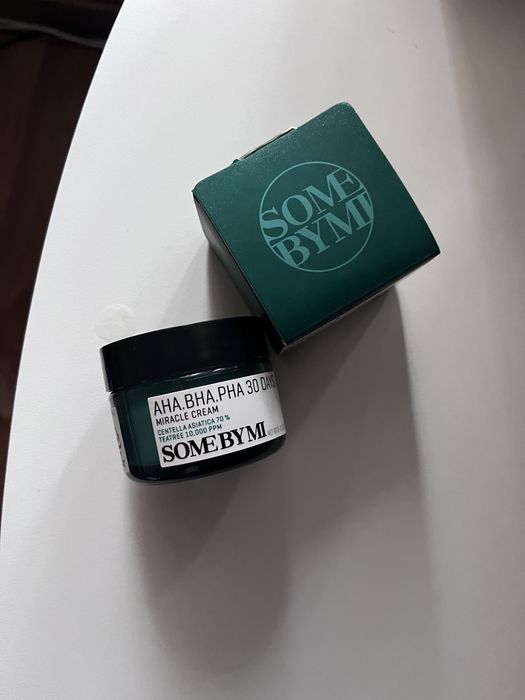 SOME
BY MI
AHA.BHA.PHA 30 DAYS
MIRACLE CREAM
CENTELLA ASIATICA 70 %
TEATREE 10,000 PPM
SOME BY MI